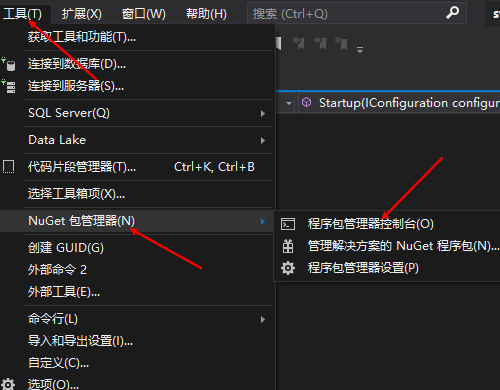 工具(T) 扩展(X) 窗口(W) 帮助(H) 搜索 (Ctrl+Q)
获取工具和功能(T)...
连接到数据库(D)...
连接到服务器(S)...
Startup(IConfiguration configur
SQL Server(Q)
Data Lake
代码片段管理器(T)... Ctrl+K, Ctrl+B
选择工具箱项(X)...
NuGet 包管理器(N)
程序包管理器控制台(O)
管理解决方案的 NuGet 程序包(N)...
程序包管理器设置(P)
创建 GUID(G)
外部命令 2
外部工具(E)...
命令行(L)
导入和导出设置(I)...
自定义(C)...
选项(O)...